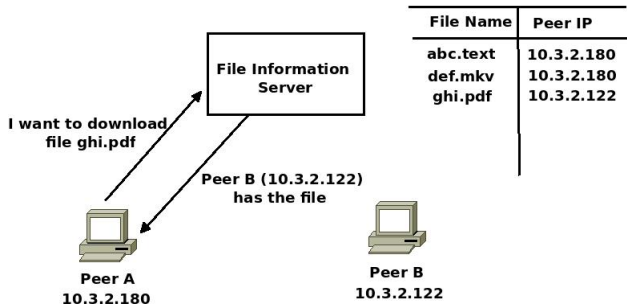 File Name Peer IP
abc.text 10.3.2.180
def.mkv 10.3.2.180
ghi.pdf 10.3.2.122
File Information
Server
I want to download
file ghi.pdf
Peer B (10.3.2.122)
has the file
Peer A
10.3.2.180
Peer B
10.3.2.122